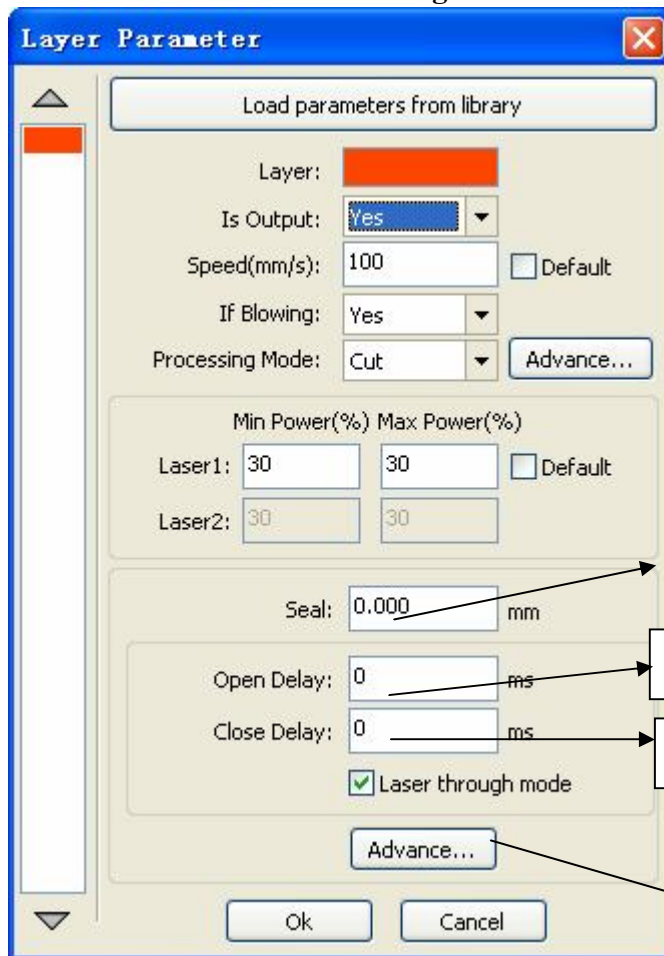 Layer Parameter
Load parameters from library
Layer:
Is Output: Yes
Speed(mm/s): 100 Default
If Blowing: Yes
Processing Mode: Cut Advance...
Min Power(%) Max Power(%)
Laser1: 30 30 Default
Laser2: 30 30
Seal: 0.000 mm
Open Delay: 0 ms
Close Delay: 0 ms
Laser through mode
Advance...
Ok Cancel